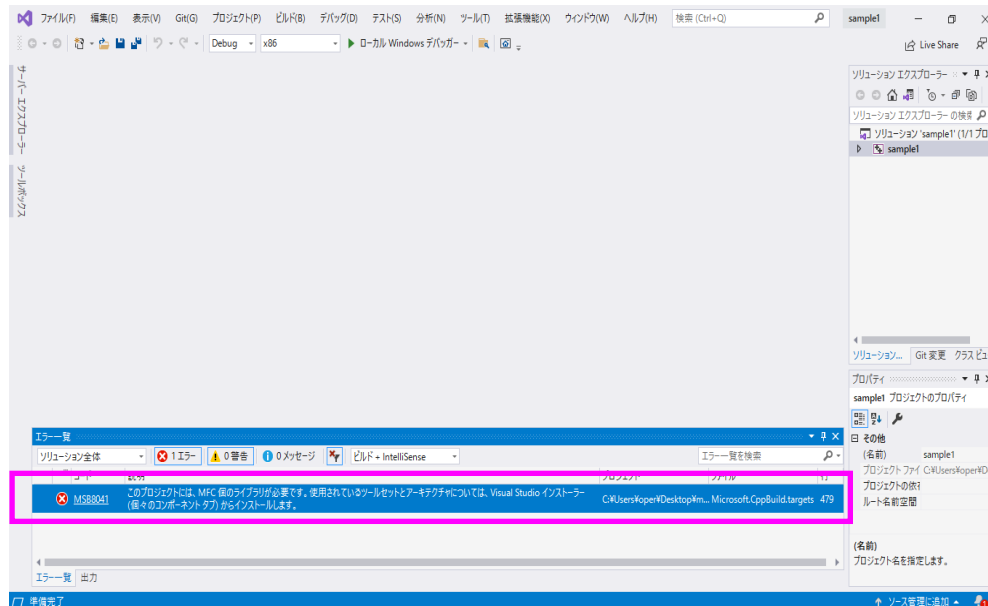 ファイル(F) 編集(E) 表示(V) Git(G) プロジェクト(P) ビルド(B) デバッグ(D) テスト(S) 分析(N) ツール(T) 拡張機能(X) ウィンドウ(W) ヘルプ(H) 検索 (Ctrl+Q) sample1
Debug x86 ローカル Windows デバッガー Live Share
サーバー エクスプローラー
ツールボックス
ソリューション エクスプローラー
ソリューション エクスプローラー の検索
ソリューション 'sample1' (1/1 プロ
sample1
ソリューション... Git 変更 クラス ビュ
プロパティ
sample1 プロジェクトのプロパティ
その他
(名前) sample1
プロジェクト ファイ C:¥Users¥oper¥D
プロジェクトの依存
ルート名前空間
(名前)
プロジェクト名を指定します。
エラー一覧
ソリューション全体 1 エラー 0 警告 0 メッセージ ビルド + IntelliSense エラー一覧を検索
MSB8041 このプロジェクトには、MFC 個のライブラリが必要です。使用されているツールセットとアーキテクチャについては、Visual Studio インストーラー C:¥Users¥oper¥Desktop¥m... Microsoft.CppBuild.targets 479
(個々のコンポーネント タブ) からインストールします。
エラー一覧 出力
準備完了 ソース管理に追加 1